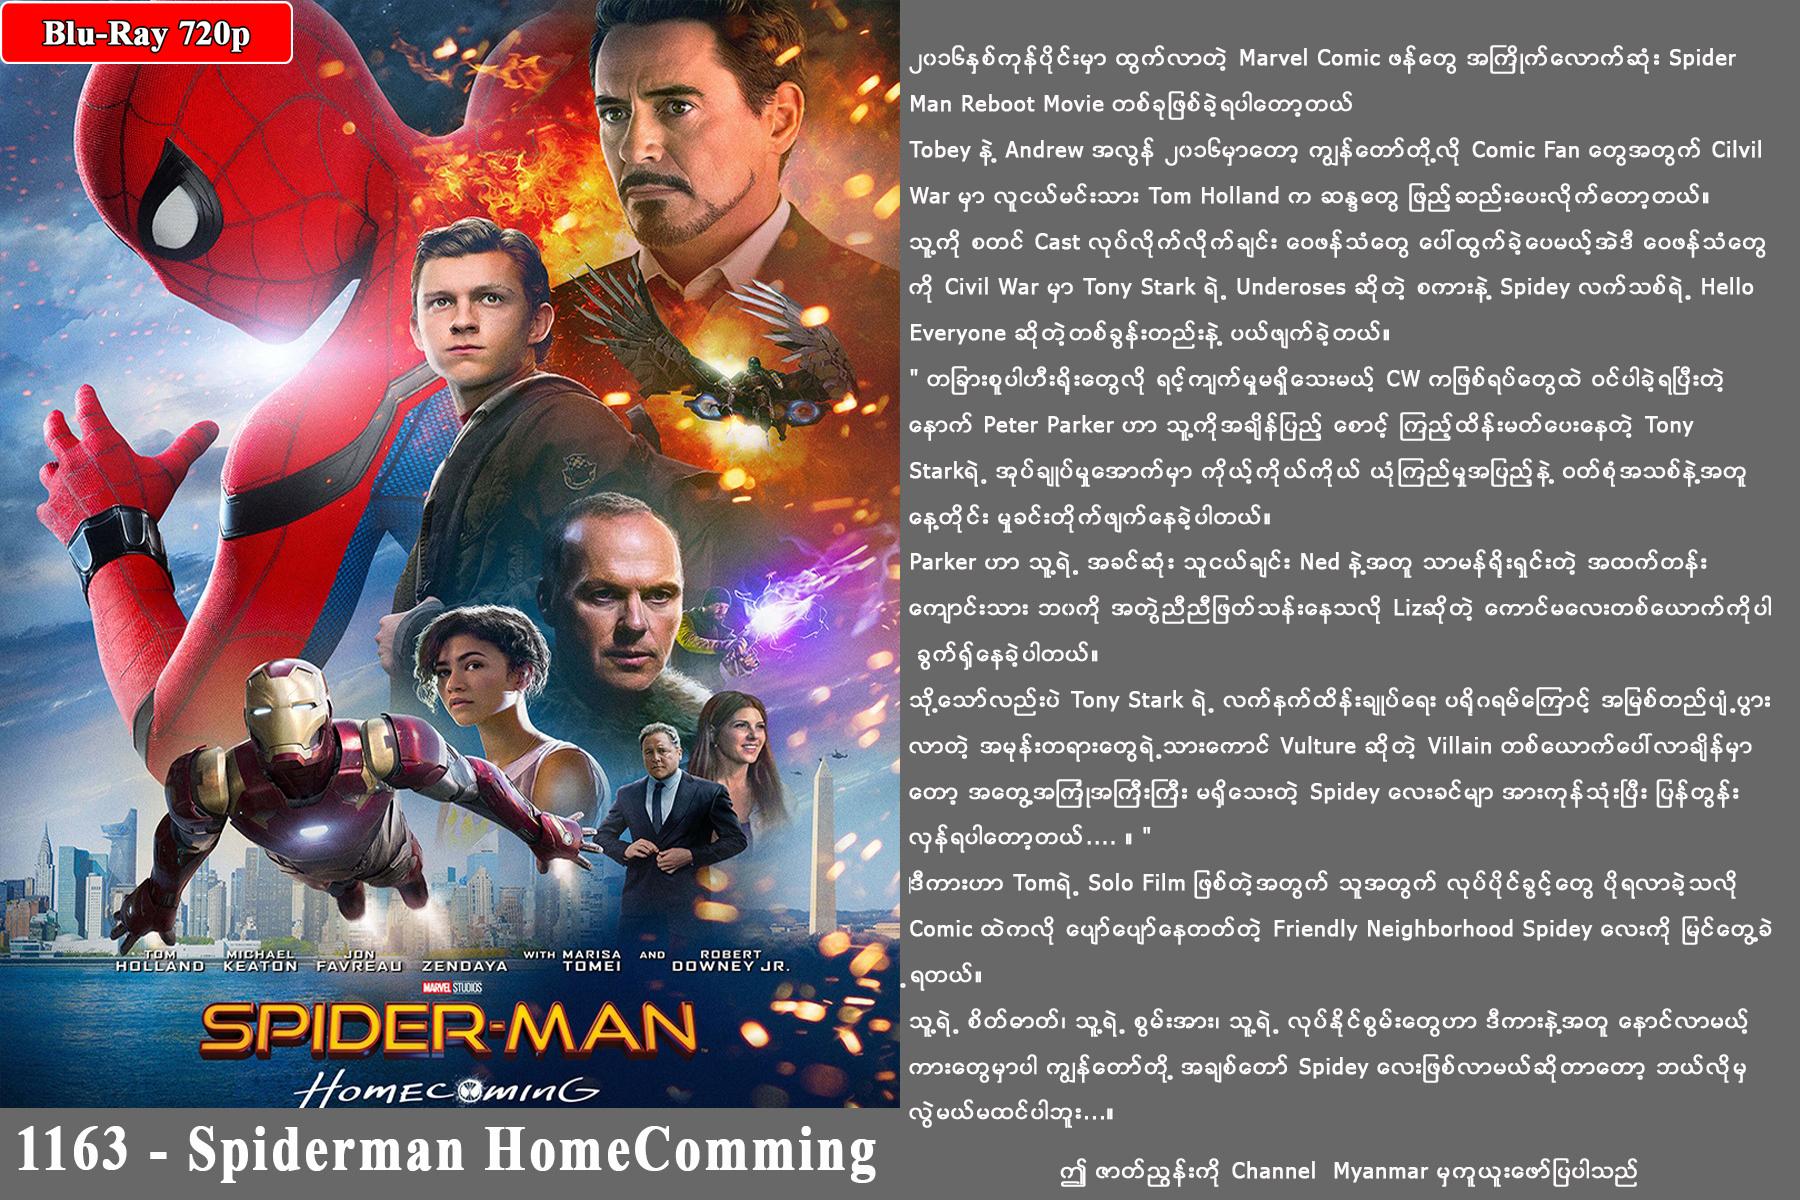 Blu-Ray 720p
TOM HOLLAND MICHAEL KEATON JON FAVREAU ZENDAYA WITH MARISA TOMEI AND ROBERT DOWNEY JR.
MARVEL STUDIOS
SPIDER-MAN
HOMECOMING
1163 - Spiderman HomeComming
၂၀၁၆နှစ်ကုန်ပိုင်းမှာ ထွက်လာတဲ့ Marvel Comic ဖန်တွေ အကြိုက်လောက်ဆုံး Spider
Man Reboot Movie တစ်ခုဖြစ်ခဲ့ရပါတော့တယ်
Tobey နဲ့ Andrew အလွန် ၂၀၁၆မှာတော့ ကျွန်တော်တို့လို Comic Fan တွေအတွက် Cilvil
War မှာ လူငယ်မင်းသား Tom Holland က ဆန္ဒတွေ ဖြည့်ဆည်းပေးလိုက်တော့တယ်။
သူ့ကို စတင် Cast လုပ်လိုက်လိုက်ချင်း ဝေဖန်သံတွေ ပေါ်ထွက်ခဲ့ပေမယ့်အဲဒီ ဝေဖန်သံတွေ
ကို Civil War မှာ Tony Stark ရဲ့ Underoses ဆိုတဲ့ စကားနဲ့ Spidey လက်သစ်ရဲ့ Hello
Everyone ဆိုတဲ့တစ်ခွန်းတည်းနဲ့ ပယ်ဖျက်ခဲ့တယ်။
" တခြားစူပါဟီးရိုးတွေလို ရင့်ကျက်မှုမရှိသေးမယ့် CW ကဖြစ်ရပ်တွေထဲ ဝင်ပါခဲ့ရပြီးတဲ့
နောက် Peter Parker ဟာ သူ့ကိုအချိန်ပြည့် စောင့် ကြည့်ထိန်းမတ်ပေးနေတဲ့ Tony
Starkရဲ့ အုပ်ချုပ်မှုအောက်မှာ ကိုယ့်ကိုယ်ကိုယ် ယုံကြည်မှုအပြည့်နဲ့ ဝတ်စုံအသစ်နဲ့အတူ
နေ့တိုင်း မှုခင်းတိုက်ဖျက်နေခဲ့ပါတယ်။
Parker ဟာ သူ့ရဲ့ အခင်ဆုံး သူငယ်ချင်း Ned နဲ့အတူ သာမန်ရိုးရှင်းတဲ့ အထက်တန်း
ကျောင်းသား ဘ၀ကို အတွဲညီညီဖြတ်သန်းနေသလို Lizဆိုတဲ့ ကောင်မလေးတစ်ယောက်ကိုပါ
ခွက်ရှုံနေခဲ့ပါတယ်။
သို့သော်လည်းပဲ Tony Stark ရဲ့ လက်နက်ထိန်းချုပ်ရေး ပရိုဂရမ်ကြောင့် အမြစ်တည်ပျံ့ပွား
လာတဲ့ အမုန်းတရားတွေရဲ့သားကောင် Vulture ဆိုတဲ့ Villain တစ်ယောက်ပေါ်လာချိန်မှာ
တော့ အတွေ့အကြုံအကြီးကြီး မရှိသေးတဲ့ Spidey လေးခင်မျာ အားကုန်သုံးပြီး ပြန်တွန်း
လှန်ရပါတော့တယ်.... ။ "
ဒီကားဟာ Tomရဲ့ Solo Film ဖြစ်တဲ့အတွက် သူအတွက် လုပ်ပိုင်ခွင့်တွေ ပိုရလာခဲ့သလို
Comic ထဲကလို ပျော်ပျော်နေတတ်တဲ့ Friendly Neighborhood Spidey လေးကို မြင်တွေ့ခဲ
့ရတယ်။
သူ့ရဲ့ စိတ်ဓာတ်၊ သူ့ရဲ့ စွမ်းအား၊ သူ့ရဲ့ လုပ်နိုင်စွမ်းတွေဟာ ဒီကားနဲ့အတူ နောင်လာမယ့်
ကားတွေမှာပါ ကျွန်တော်တို့ အချစ်တော် Spidey လေးဖြစ်လာမယ်ဆိုတာတော့ ဘယ်လိုမှ
လွဲမယ်မထင်ပါဘူး...။
ဤ ဇာတ်ညွှန်းကို Channel Myanmar မှကူယူးဖော်ပြပါသည်